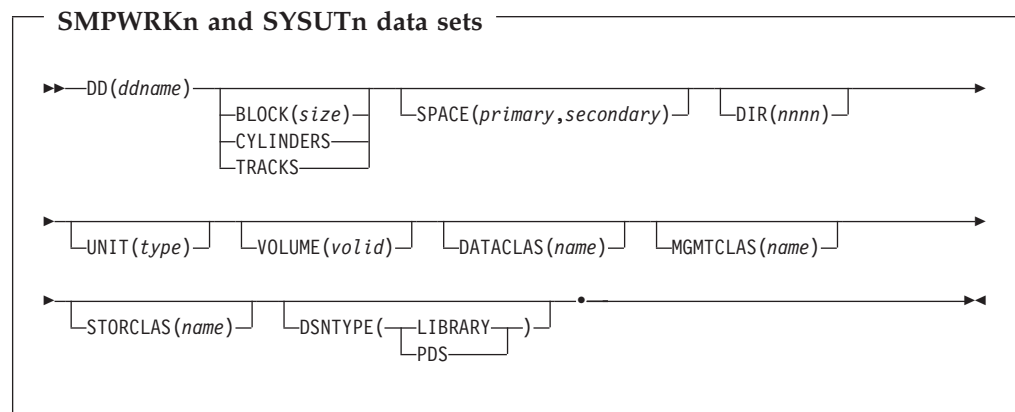 SMPWRKn and SYSUTn data sets
DD(ddname)
BLOCK(size)
CYLINDERS
TRACKS
SPACE(primary,secondary)
DIR(nnnn)
UNIT(type)
VOLUME(volid)
DATACLAS(name)
MGMTCLAS(name)
STORCLAS(name)
DSNTYPE(
LIBRARY
PDS
)